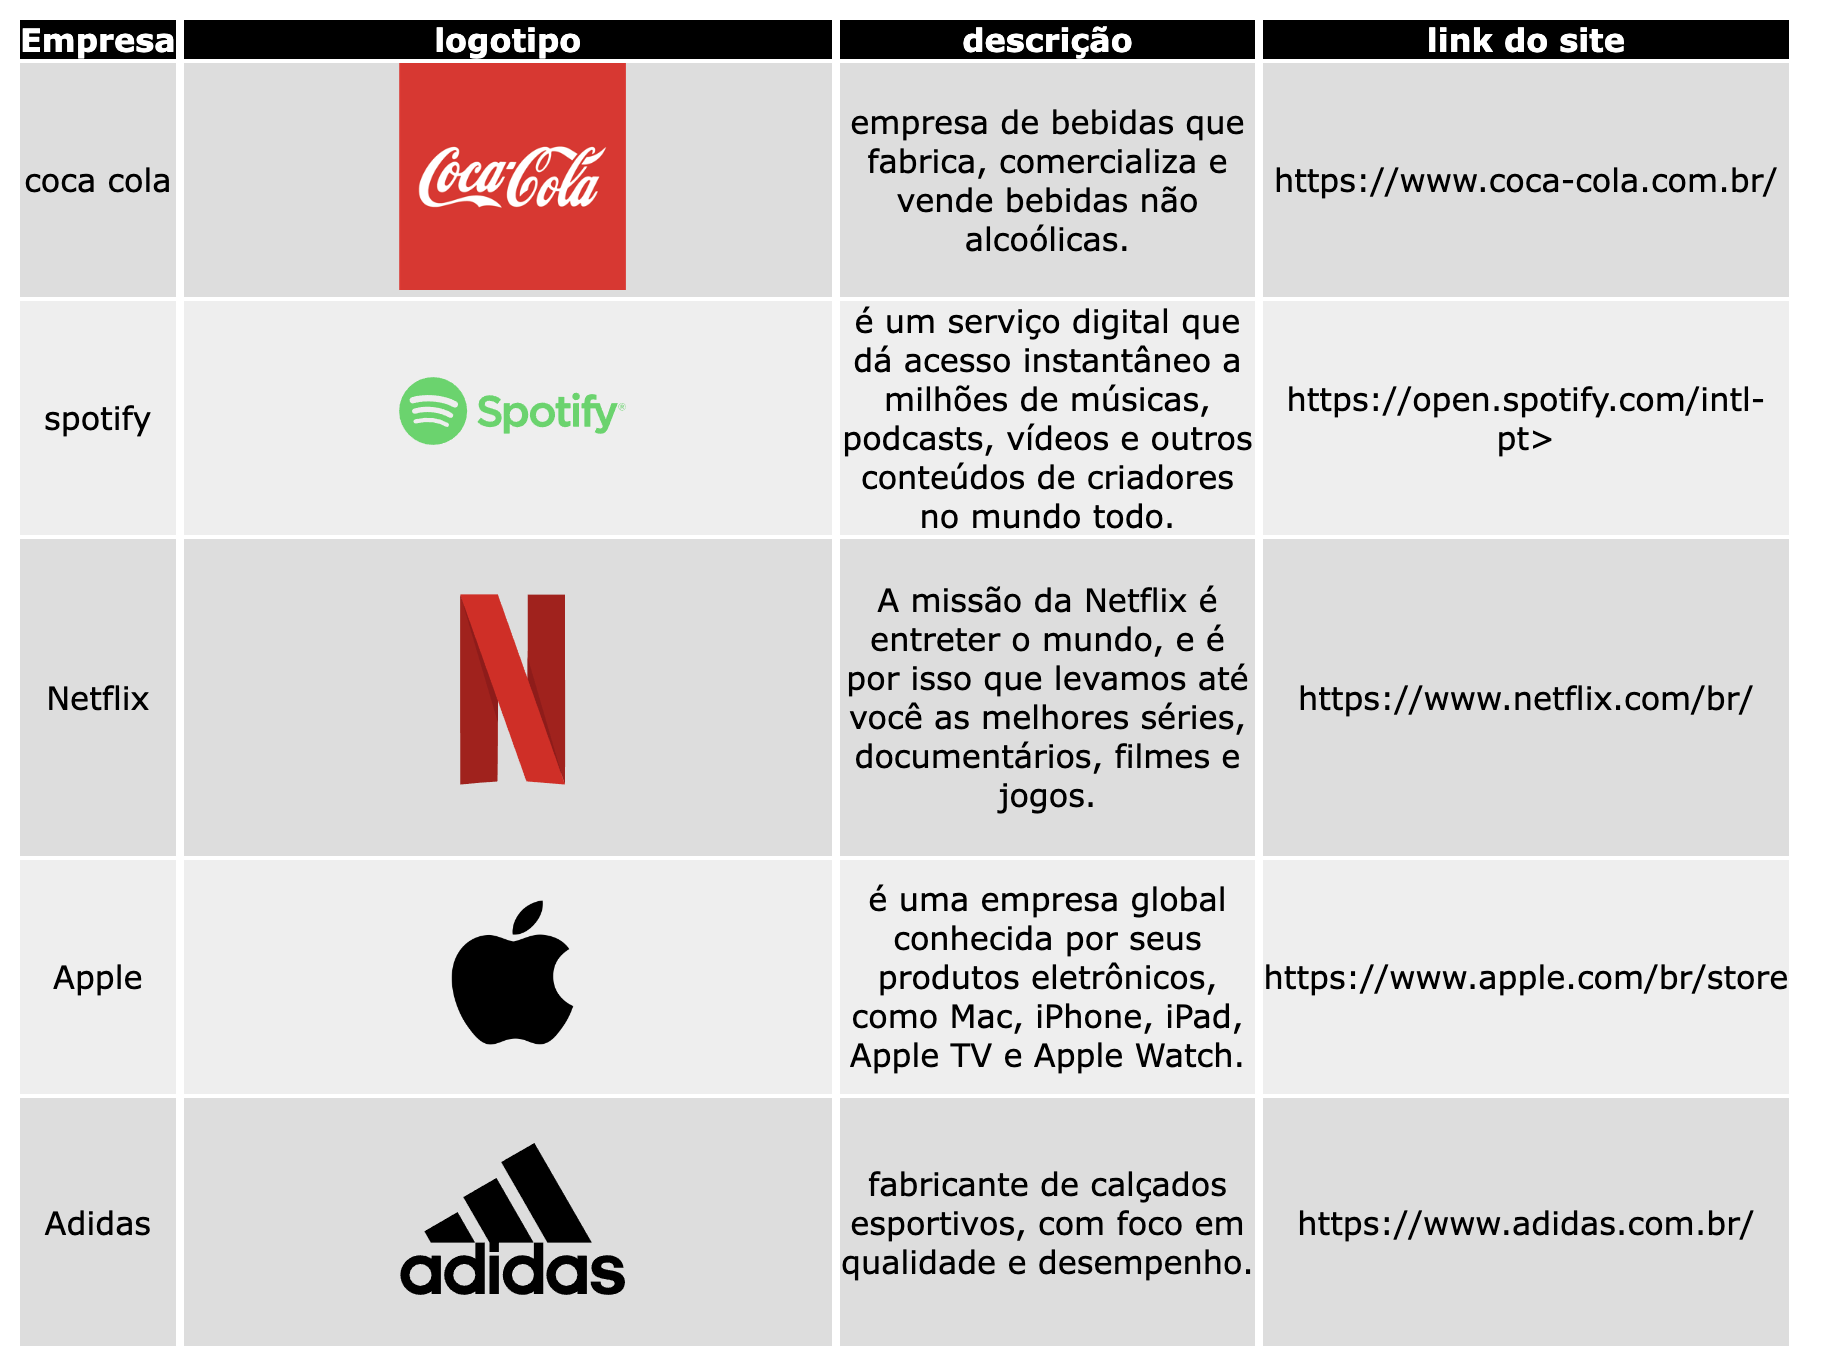 Empresa logotipo descrição link do site
coca cola
Coca-Cola
empresa de bebidas que
fabrica, comercializa e
vende bebidas não
alcoólicas.
https://www.coca-cola.com.br/
spotify
Spotify®
é um serviço digital que
dá acesso instantâneo a
milhões de músicas,
podcasts, vídeos e outros
conteúdos de criadores
no mundo todo.
https://open.spotify.com/intl-
pt>
Netflix
N
A missão da Netflix é
entreter o mundo, e é
por isso que levamos até
você as melhores séries,
documentários, filmes e
jogos.
https://www.netflix.com/br/
Apple
é uma empresa global
conhecida por seus
produtos eletrônicos,
como Mac, iPhone, iPad,
Apple TV e Apple Watch.
https://www.apple.com/br/store
Adidas
adidas
fabricante de calçados
esportivos, com foco em
qualidade e desempenho.
https://www.adidas.com.br/